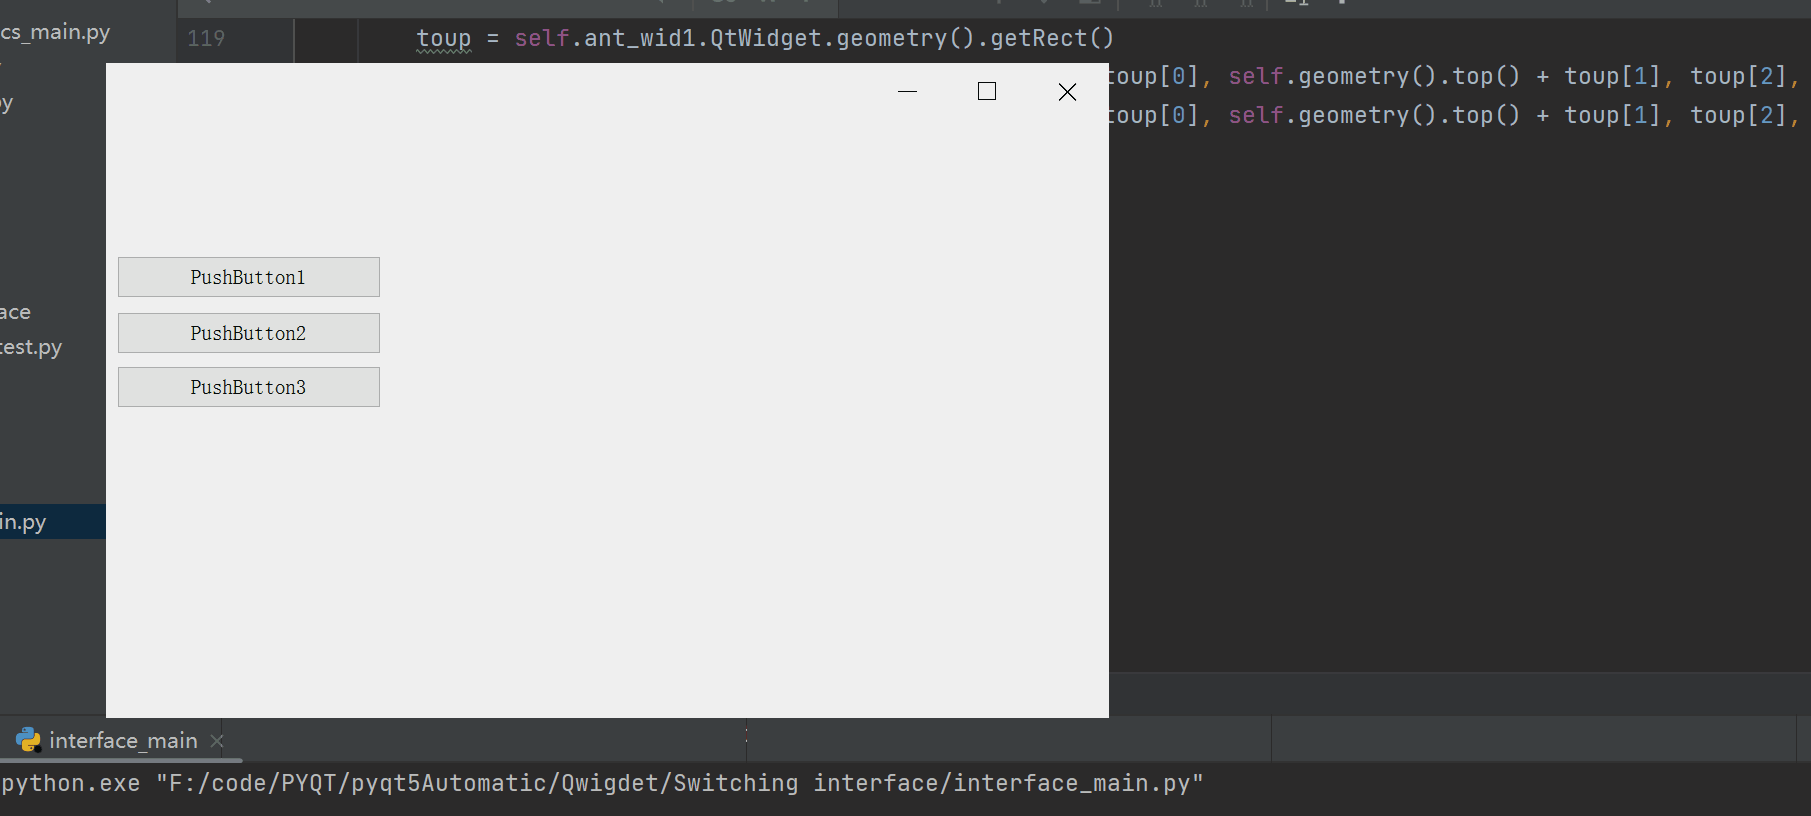 cs_main.py
119 toup = self.ant_wid1.QtWidget.geometry().getRect()
toup[0], self.geometry().top() + toup[1], toup[2],
py
toup[0], self.geometry().top() + toup[1], toup[2],
PushButton1
ace
PushButton2
test.py
PushButton3
in.py
interface_main
python.exe "F:/code/PYQT/pyqt5Automatic/Qwigdet/Switching interface/interface_main.py"